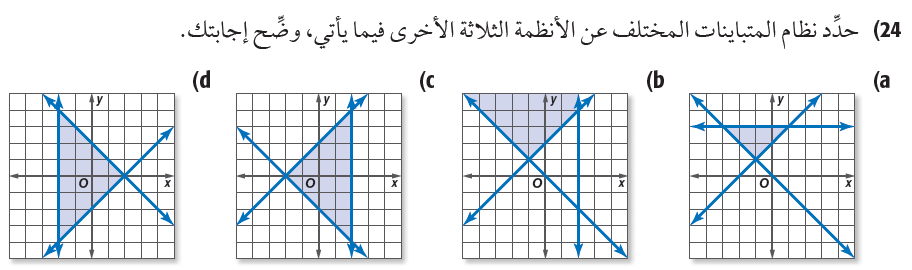 24) حدِّد نظام المتباينات المختلف عن الأنظمة الثلاثة الأخرى فيما يأتي، وضِّح إجابتك.
a)
b)
c)
d)
y
O
x
y
O
x
y
O
x
y
O
x